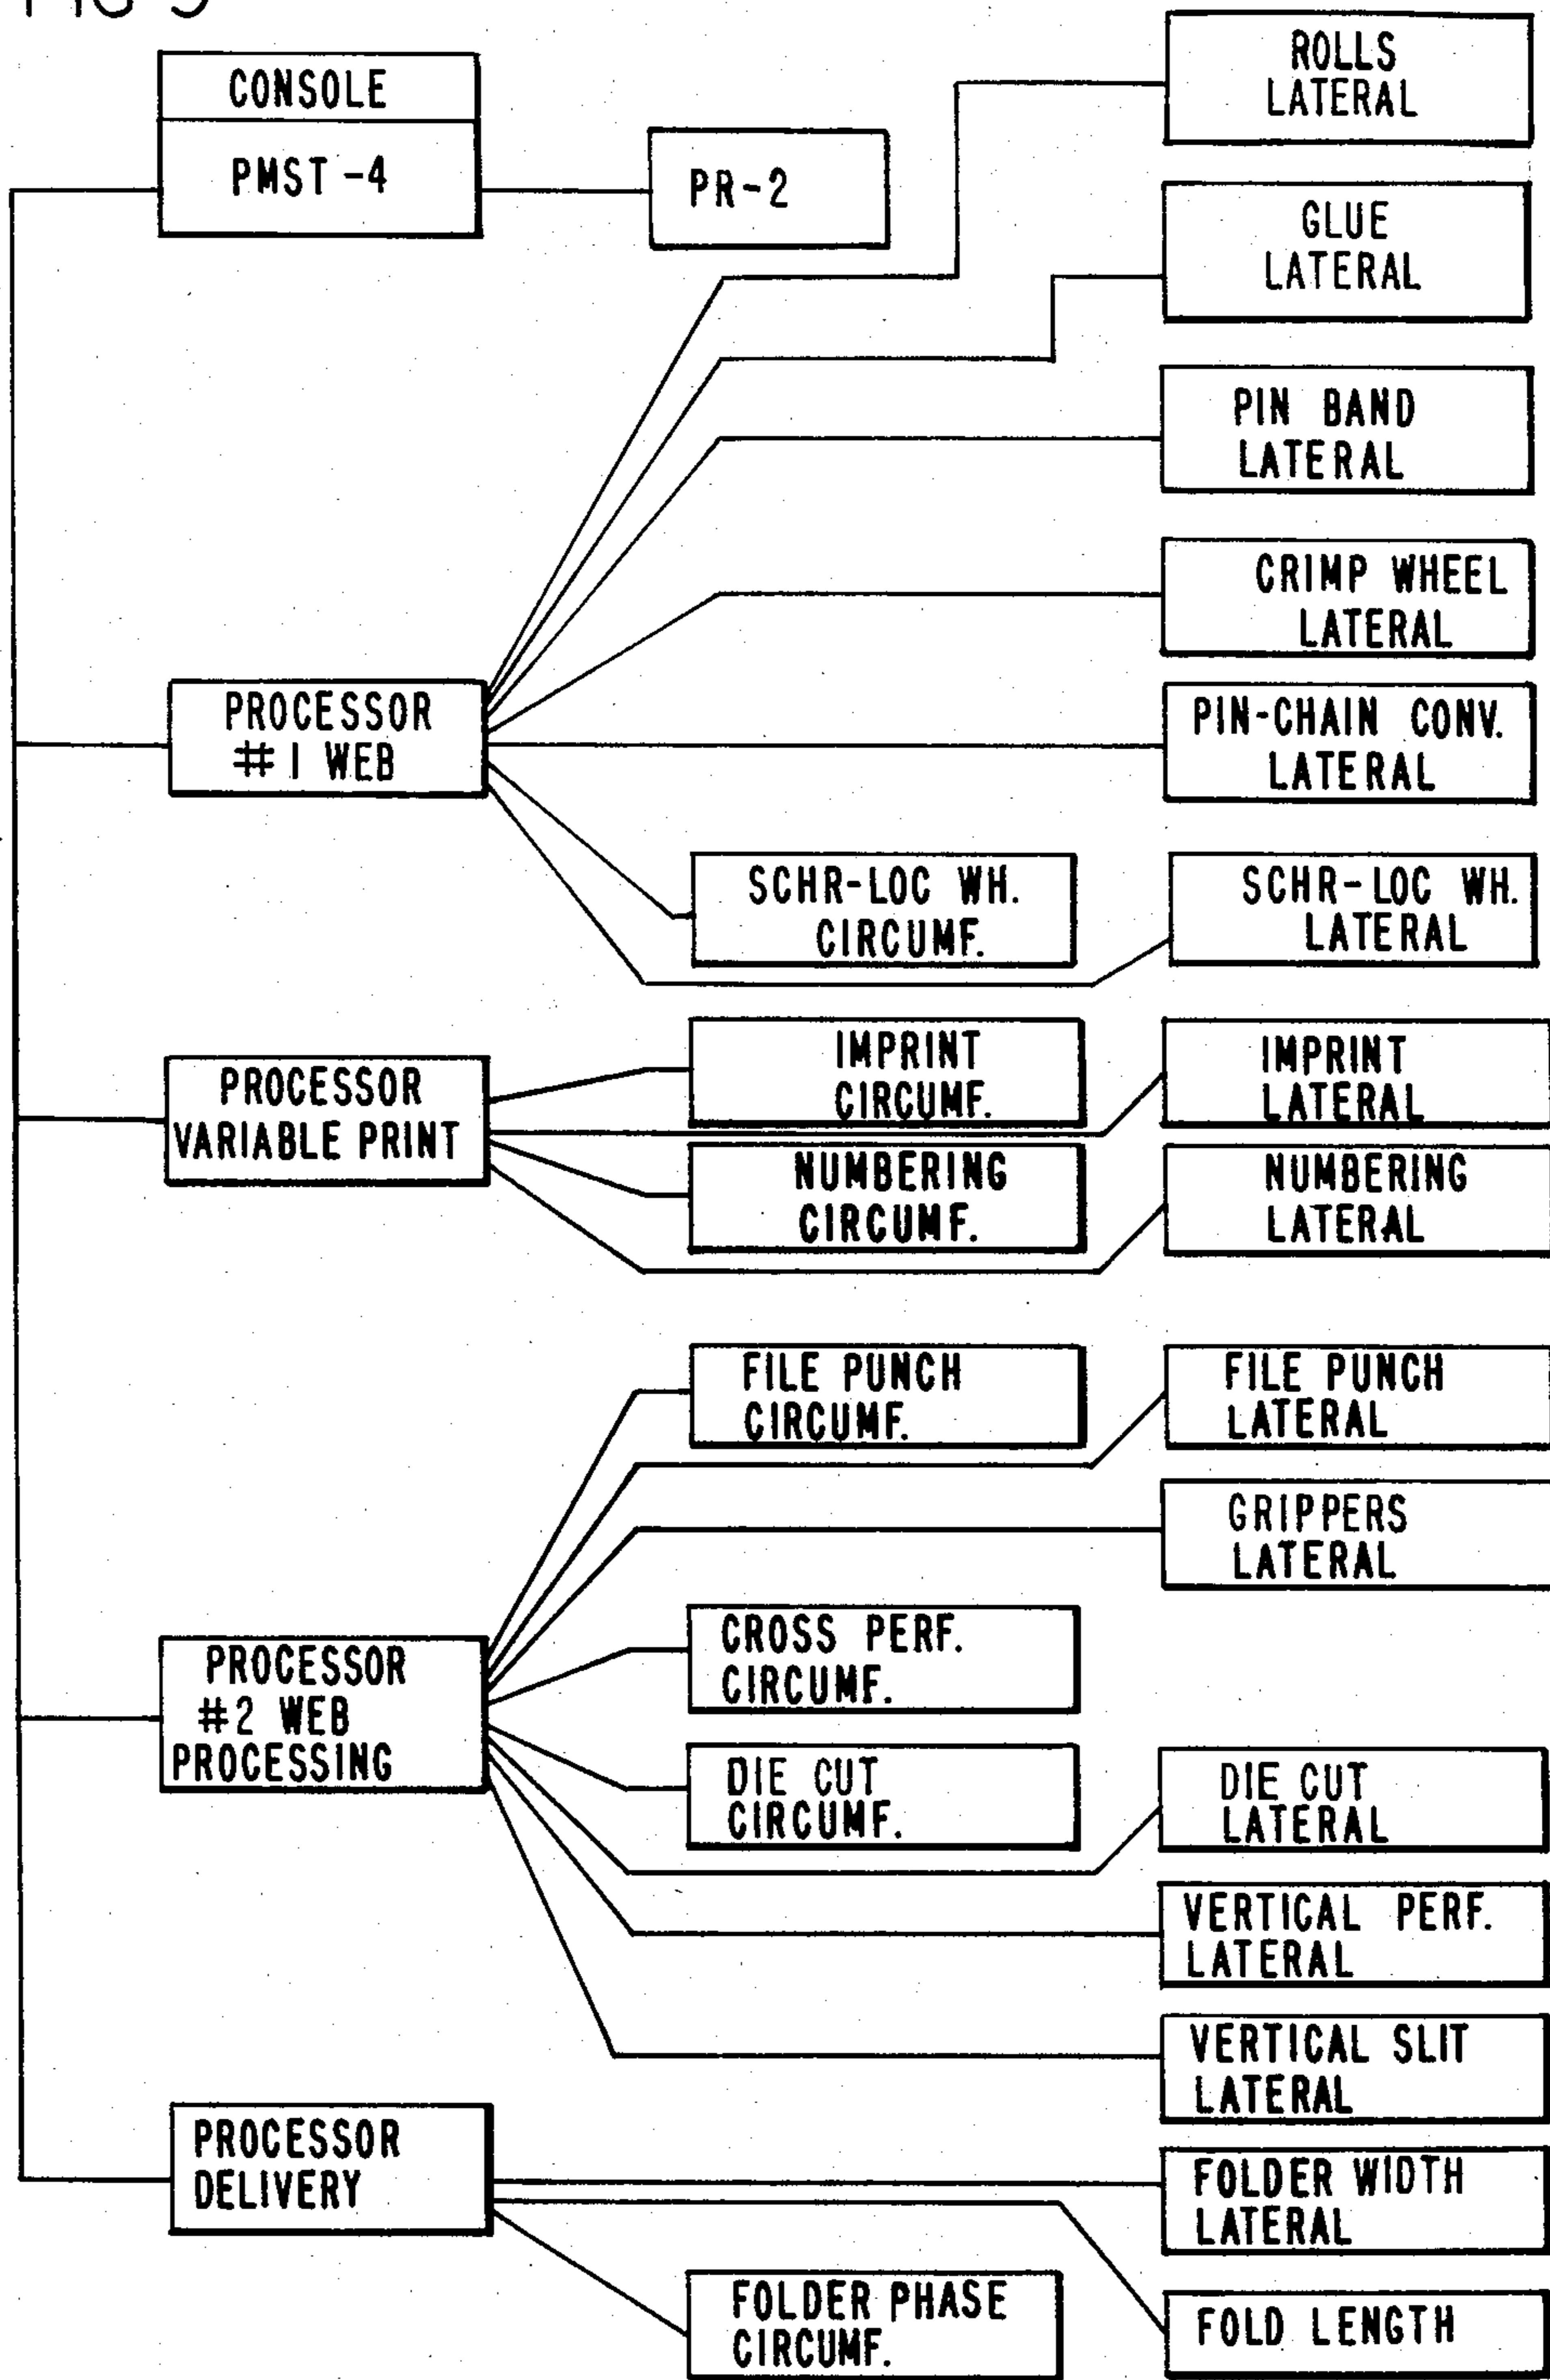 FIG 5
CONSOLE
PMST -4
PR-2
ROLLS
LATERAL
GLUE
LATERAL
PIN BAND
LATERAL
CRIMP WHEEL
LATERAL
PROCESSOR
#1 WEB
PIN-CHAIN CONV.
LATERAL
SCHR-LOC WH.
CIRCUMF.
SCHR-LOC WH.
LATERAL
PROCESSOR
VARIABLE PRINT
IMPRINT
CIRCUMF.
IMPRINT
LATERAL
NUMBERING
CIRCUMF.
NUMBERING
LATERAL
FILE PUNCH
CIRCUMF.
FILE PUNCH
LATERAL
GRIPPERS
LATERAL
PROCESSOR
#2 WEB
PROCESSING
CROSS PERF.
CIRCUMF.
DIE CUT
CIRCUMF.
DIE CUT
LATERAL
VERTICAL PERF.
LATERAL
VERTICAL SLIT
LATERAL
PROCESSOR
DELIVERY
FOLDER WIDTH
LATERAL
FOLDER PHASE
CIRCUMF.
FOLD LENGTH